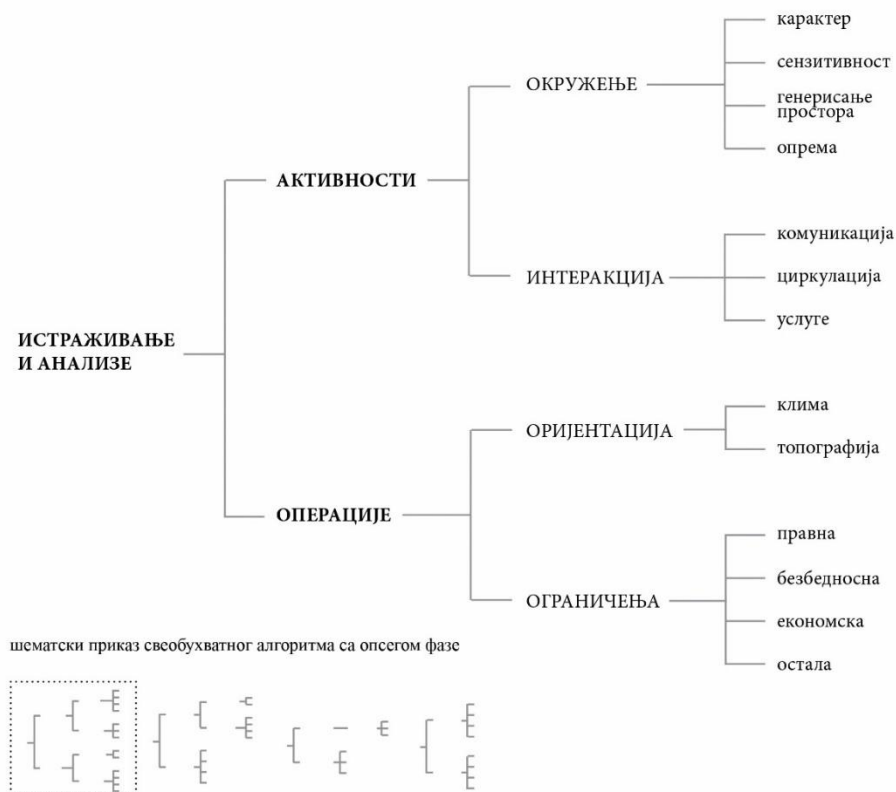 ИСТРАЖИВАЊЕ
И АНАЛИЗЕ
АКТИВНОСТИ
ОКРУЖЕЊЕ
карактер
сензитивност
генерисање
простора
опрема
ИНТЕРАКЦИЈА
комуникација
циркулација
услуге
ОПЕРАЦИЈЕ
ОРИЈЕНТАЦИЈА
клима
топографија
ОГРАНИЧЕЊА
правна
безбедносна
економска
остала
шематски приказ свеобухватног алгоритма са опсегом фазе